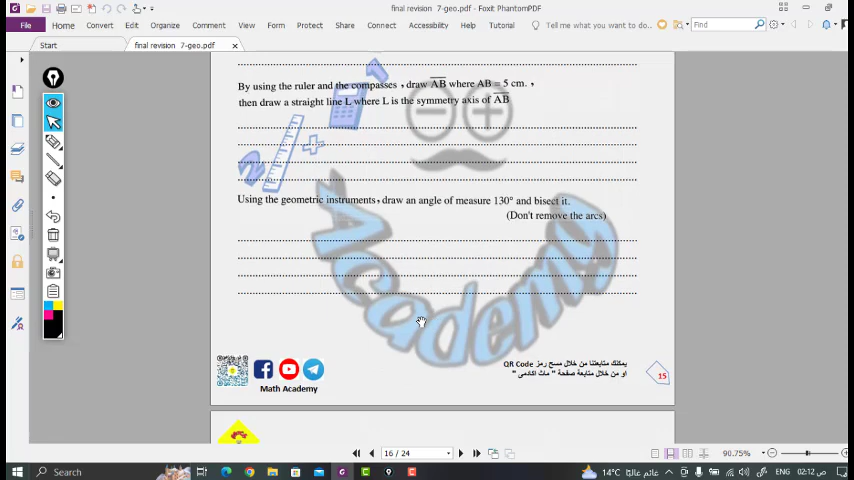 final revision 7-geo.pdf - Foxit PhantomPDF
File Home Convert Edit Organize Comment View Form Protect Share Connect Accessibility Help Tutorial Tell me what you want to do... Find
Start final revision 7-geo.pdf
By using the ruler and the compasses , draw AB where AB = 5 cm. ,
then draw a straight line L where L is the symmetry axis of AB
Using the geometric instruments, draw an angle of measure 130° and bisect it.
(Don't remove the arcs)
Academy
يمكنك متابعتنا من خلال مسح رمز QR Code
او من خلال متابعة صفحة " ماث اكاديمى "
15
Math Academy
16 / 24
90.75%
Search
14°C غائم غالبًا
ENG
02:12 ص